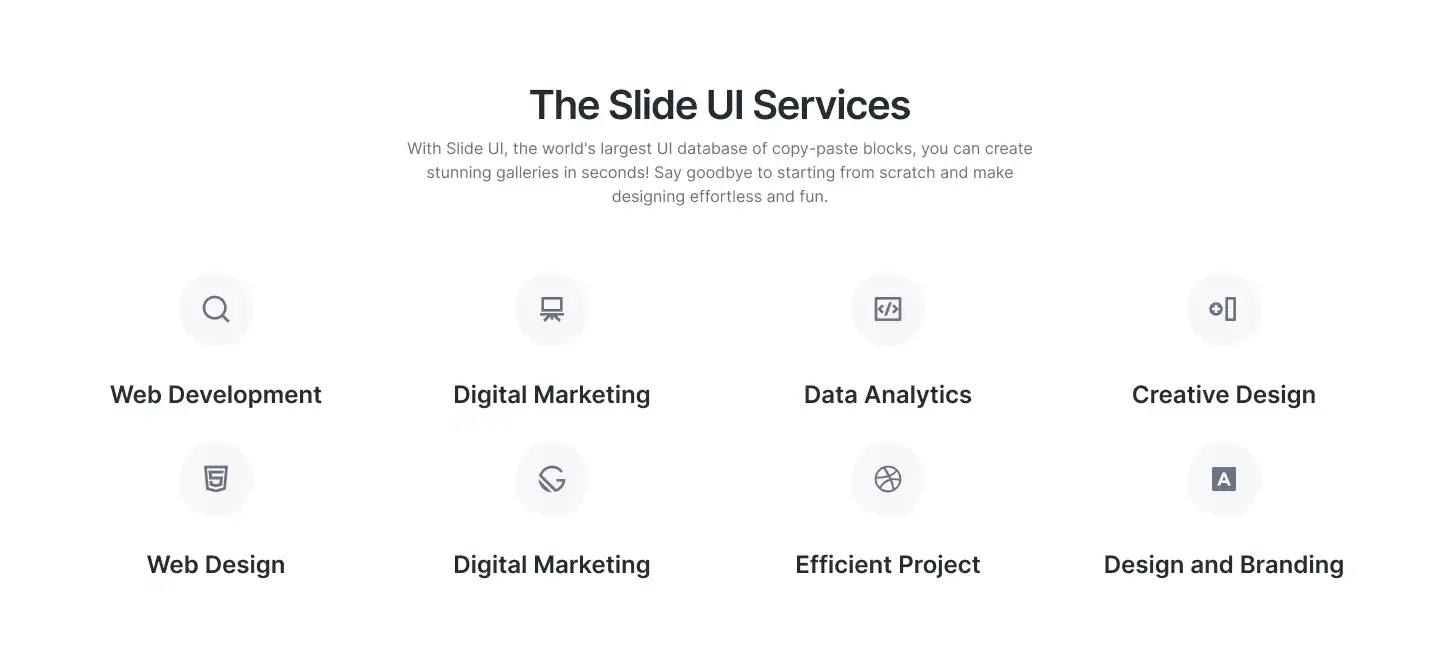 The Slide UI Services
With Slide UI, the world's largest UI database of copy-paste blocks, you can create
stunning galleries in seconds! Say goodbye to starting from scratch and make
designing effortless and fun.
Web Development
Digital Marketing
Data Analytics
Creative Design
5
A
Web Design
Digital Marketing
Efficient Project
Design and Branding